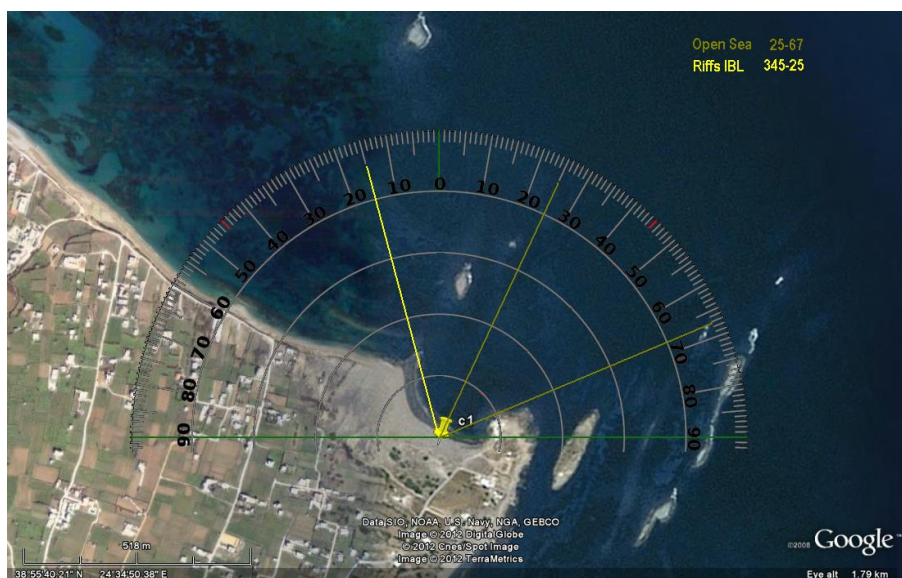 Open Sea 25-67
Riffs IBL 345-25
90 80 70 60 50 40 30 20 10 0 10 20 30 40 50 60 70 80 90
c1
Data SIO, NOAA, U.S. Navy, NGA, GEBCO
Image © 2012 DigitalGlobe
© 2012 Cnes/Spot Image
Image © 2012 TerraMetrics
518 m
©2008 Google™
38°55'40.21" N 24°34'50.38" E
Eye alt 1.79 km